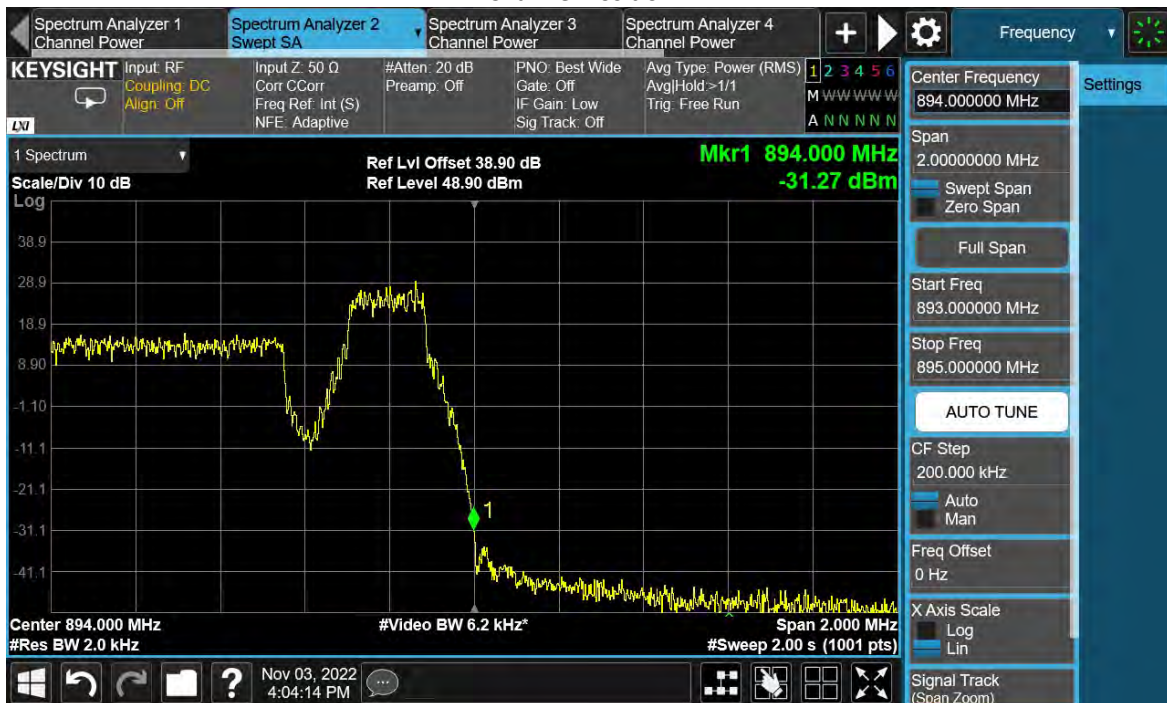 Spectrum Analyzer 1
Channel Power
Spectrum Analyzer 2
Swept SA
Spectrum Analyzer 3
Channel Power
Spectrum Analyzer 4
Channel Power
+
Frequency
KEYSIGHT
LXI
Input: RF
Coupling: DC
Align: Off
Input Z: 50 Ω
Corr CCorr
Freq Ref: Int (S)
NFE: Adaptive
#Atten: 20 dB
Preamp: Off
PNO: Best Wide
Gate: Off
IF Gain: Low
Sig Track: Off
Avg Type: Power (RMS)
Avg|Hold:>1/1
Trig: Free Run
1 2 3 4 5 6
M W W W W W W
A N N N N N N
1 Spectrum
Scale/Div 10 dB
Log
Ref Lvl Offset 38.90 dB
Ref Level 48.90 dBm
Mkr1 894.000 MHz
-31.27 dBm
38.9
28.9
18.9
8.90
-1.10
-11.1
-21.1
-31.1
-41.1
1
Center 894.000 MHz
#Res BW 2.0 kHz
#Video BW 6.2 kHz*
Span 2.000 MHz
#Sweep 2.00 s (1001 pts)
?
Nov 03, 2022
4:04:14 PM
Center Frequency
894.000000 MHz
Span
2.00000000 MHz
Swept Span
Zero Span
Full Span
Start Freq
893.000000 MHz
Stop Freq
895.000000 MHz
AUTO TUNE
CF Step
200.000 kHz
Auto
Man
Freq Offset
0 Hz
X Axis Scale
Log
Lin
Signal Track
(Span Zoom)
Settings